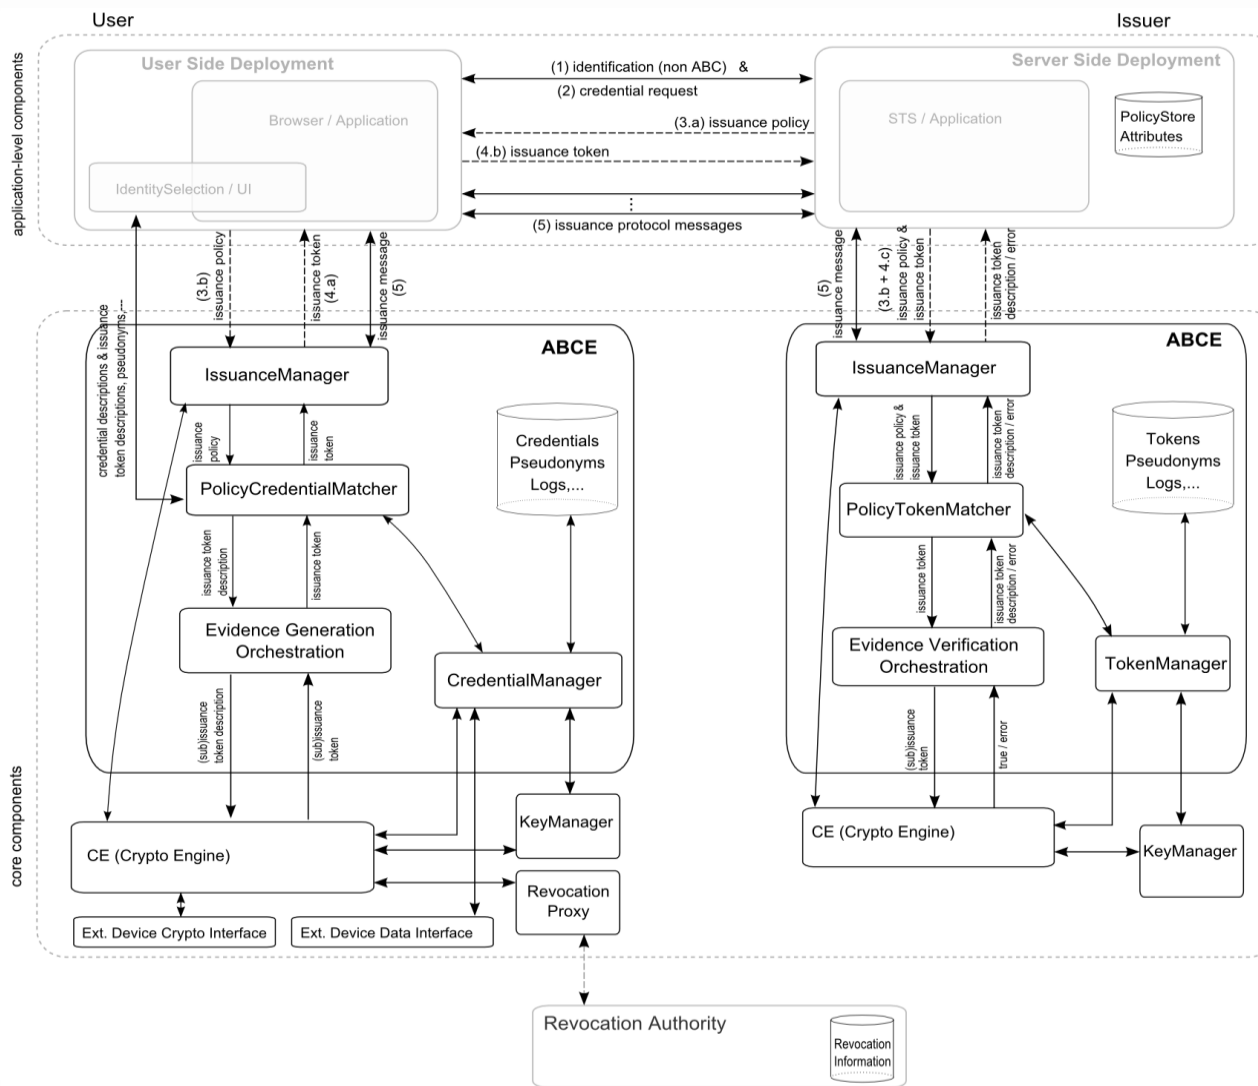 User
Issuer
application-level components
User Side Deployment
Browser / Application
IdentitySelection / UI
(1) identification (non ABC) &
(2) credential request
(3.a) issuance policy
(4.b) issuance token
⋮
(5) issuance protocol messages
Server Side Deployment
STS / Application
PolicyStore
Attributes
credential descriptions & issuance
token descriptions, pseudonyms,...
(3.b)
issuance policy
issuance token
(4.a)
issuance message
(5)
(5)
issuance message
(3.b + 4.c)
issuance policy &
issuance token
issuance token
description / error
core components
ABCE
IssuanceManager
issuance
policy
issuance
token
PolicyCredentialMatcher
issuance token
description
issuance token
Evidence Generation
Orchestration
(sub)issuance
token description
(sub)issuance
token
Credentials
Pseudonyms
Logs,...
CredentialManager
CE (Crypto Engine)
KeyManager
Revocation
Proxy
Ext. Device Crypto Interface
Ext. Device Data Interface
ABCE
IssuanceManager
issuance policy &
issuance token
issuance token
description / error
PolicyTokenMatcher
issuance token
issuance token
description / error
Evidence Verification
Orchestration
(sub)issuance
token
true / error
Tokens
Pseudonyms
Logs,...
TokenManager
CE (Crypto Engine)
KeyManager
Revocation Authority
Revocation
Information